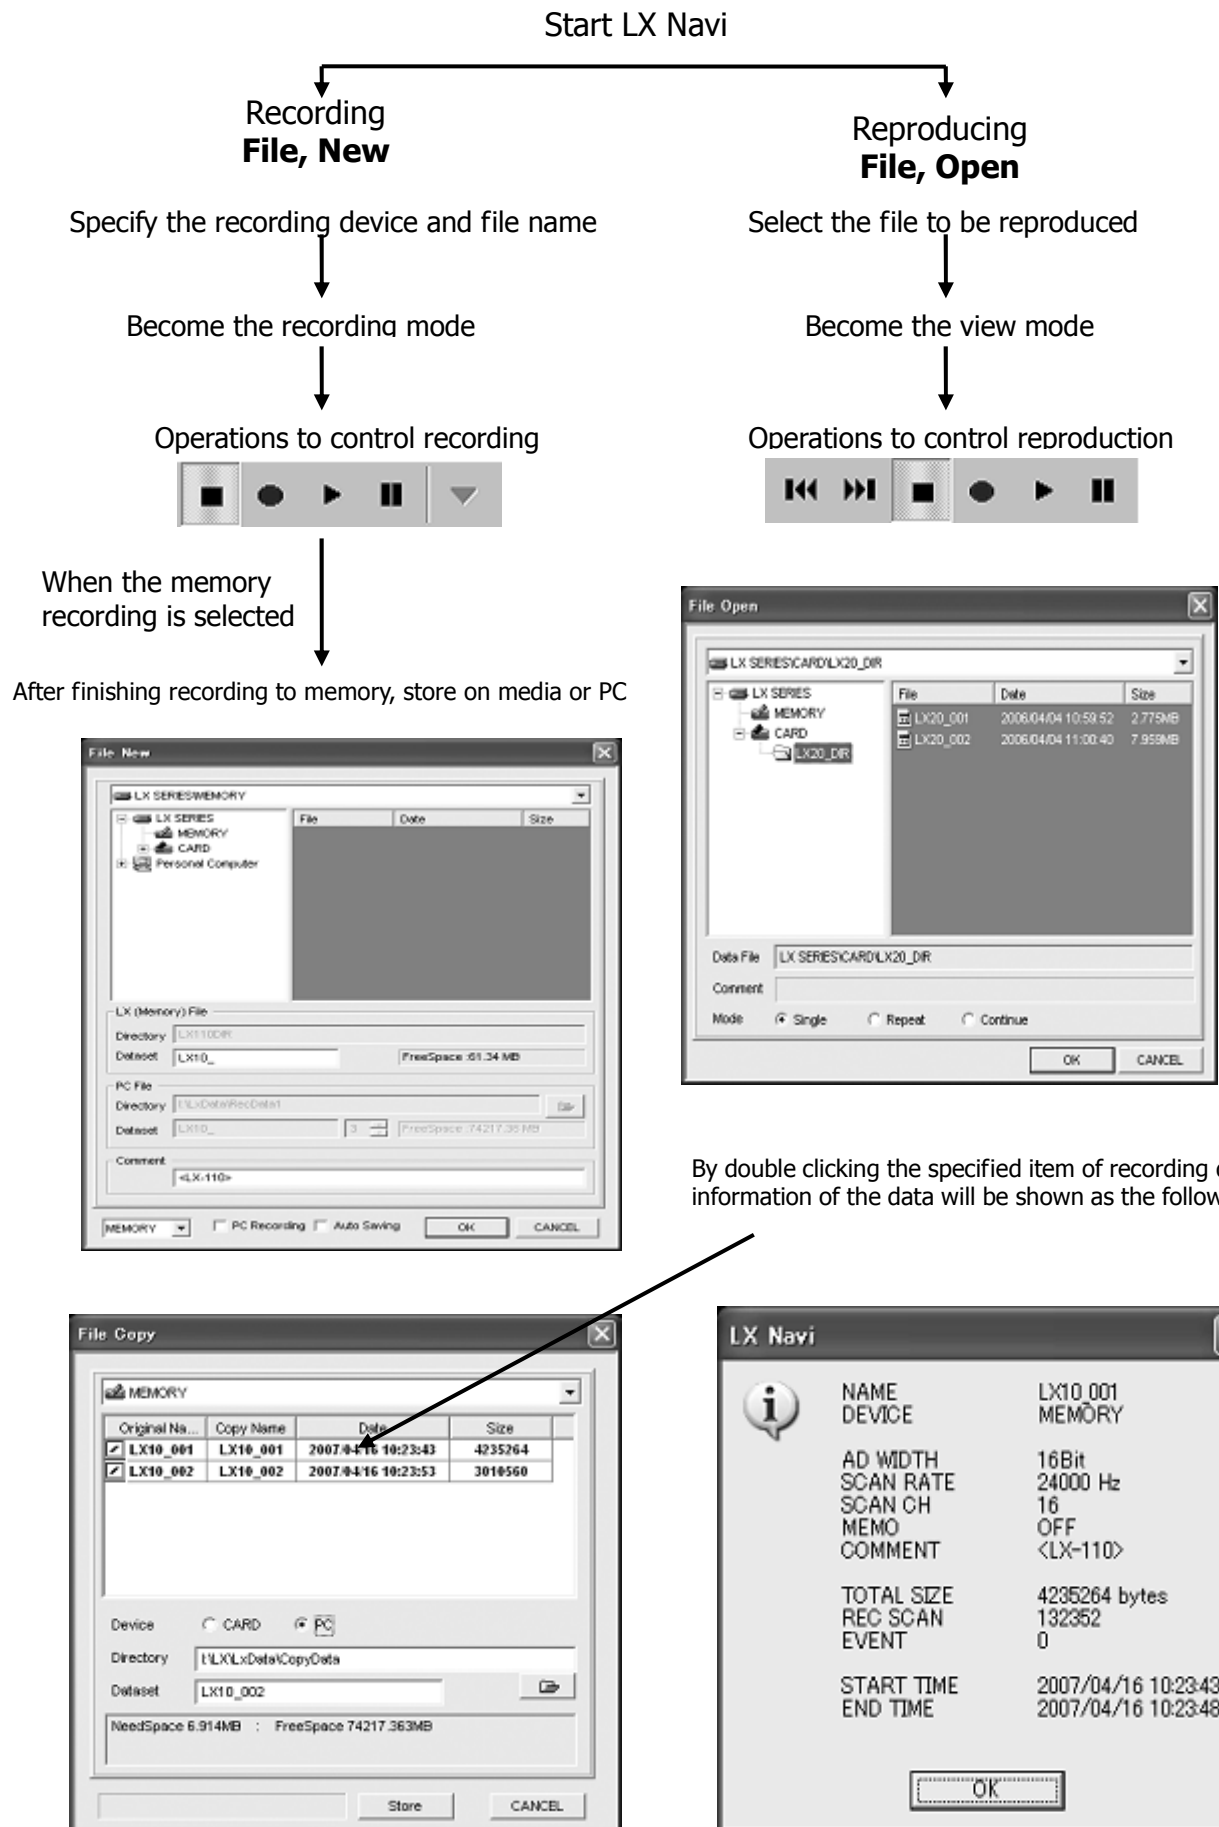 Start LX Navi
Recording
File, New
Specify the recording device and file name
Become the recording mode
Operations to control recording
When the memory
recording is selected
After finishing recording to memory, store on media or PC
Reproducing
File, Open
Select the file to be reproduced
Become the view mode
Operations to control reproduction
File New
LX SERIES\MEMORY
LX SERIES
MEMORY
CARD
Personal Computer
File Date Size
LX (Memory) File
Directory LX110DIR
Dataset LX10_ FreeSpace :61.34 MB
PC File
Directory I:\LxData\RecData1
Dataset LX10_ 3 FreeSpace :74217.36 MB
Comment
<LX-110>
MEMORY PC Recording Auto Saving OK CANCEL
File Open
LX SERIES\CARD\LX20_DIR
LX SERIES
MEMORY
CARD
LX20_DIR
File Date Size
LX20_001 2006/04/04 10:59:52 2.775MB
LX20_002 2006/04/04 11:00:40 7.959MB
Data File LX SERIES\CARD\LX20_DIR
Comment
Mode Single Repeat Continue
OK CANCEL
By double clicking the specified item of recording
information of the data will be shown as the follow
File Copy
MEMORY
Original Na... Copy Name Date Size
LX10_001 LX10_001 2007/04/16 10:23:43 4235264
LX10_002 LX10_002 2007/04/16 10:23:53 3010560
Device CARD PC
Directory I:\LX\LxData\CopyData
Dataset LX10_002
NeedSpace 6.914MB : FreeSpace 74217.363MB
Store CANCEL
LX Navi
NAME LX10_001
DEVICE MEMORY
AD WIDTH 16Bit
SCAN RATE 24000 Hz
SCAN CH 16
MEMO OFF
COMMENT <LX-110>
TOTAL SIZE 4235264 bytes
REC SCAN 132352
EVENT 0
START TIME 2007/04/16 10:23:43
END TIME 2007/04/16 10:23:48
OK